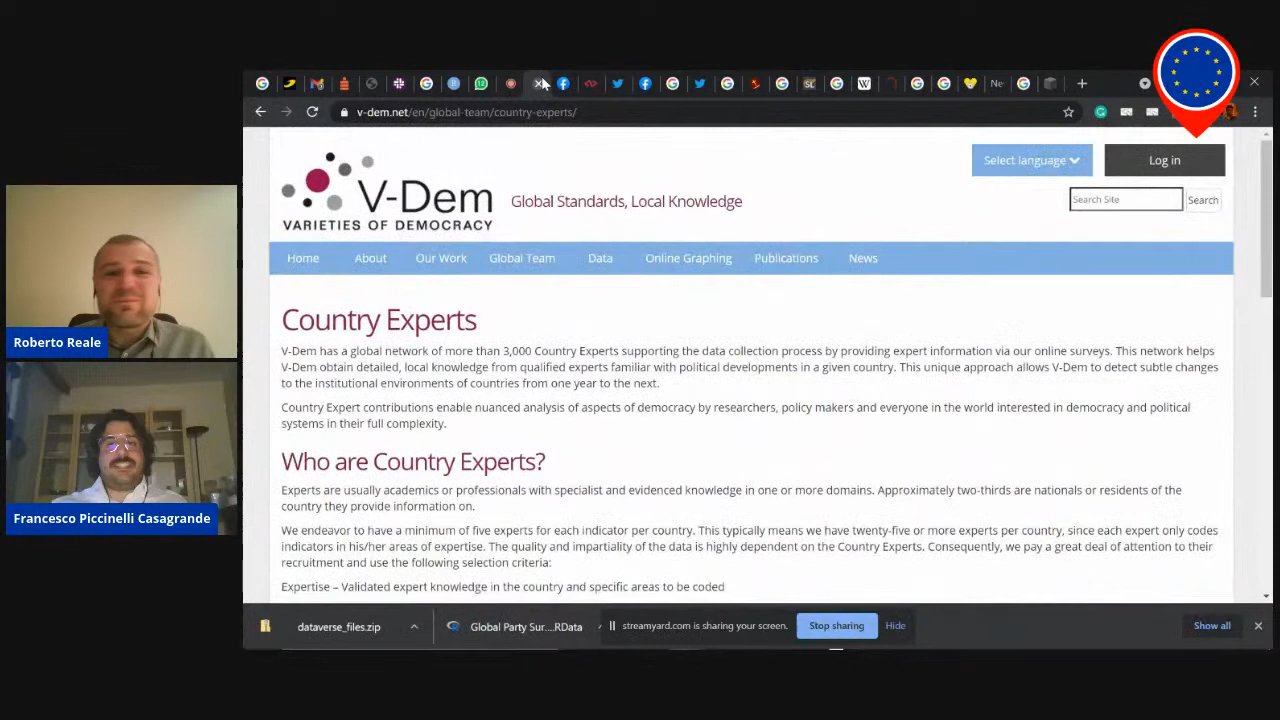 SL
W
Ne
v-dem.net/en/global-team/country-experts/
Select language
Log in
V-Dem
VARIETIES OF DEMOCRACY
Global Standards, Local Knowledge
Search Site
Search
Home
About
Our Work
Global Team
Data
Online Graphing
Publications
News
Country Experts
V-Dem has a global network of more than 3,000 Country Experts supporting the data collection process by providing expert information via our online surveys. This network helps
V-Dem obtain detailed, local knowledge from qualified experts familiar with political developments in a given country. This unique approach allows V-Dem to detect subtle changes
to the institutional environments of countries from one year to the next.
Country Expert contributions enable nuanced analysis of aspects of democracy by researchers, policy makers and everyone in the world interested in democracy and political
systems in their full complexity.
Who are Country Experts?
Experts are usually academics or professionals with specialist and evidenced knowledge in one or more domains. Approximately two-thirds are nationals or residents of the
country they provide information on.
We endeavor to have a minimum of five experts for each indicator per country. This typically means we have twenty-five or more experts per country, since each expert only codes
indicators in his/her areas of expertise. The quality and impartiality of the data is highly dependent on the Country Experts. Consequently, we pay a great deal of attention to their
recruitment and use the following selection criteria:
Expertise – Validated expert knowledge in the country and specific areas to be coded
Roberto Reale
Francesco Piccinelli Casagrande
dataverse_files.zip
Global Party Sur....RData
streamyard.com is sharing your screen.
Stop sharing
Hide
Show all